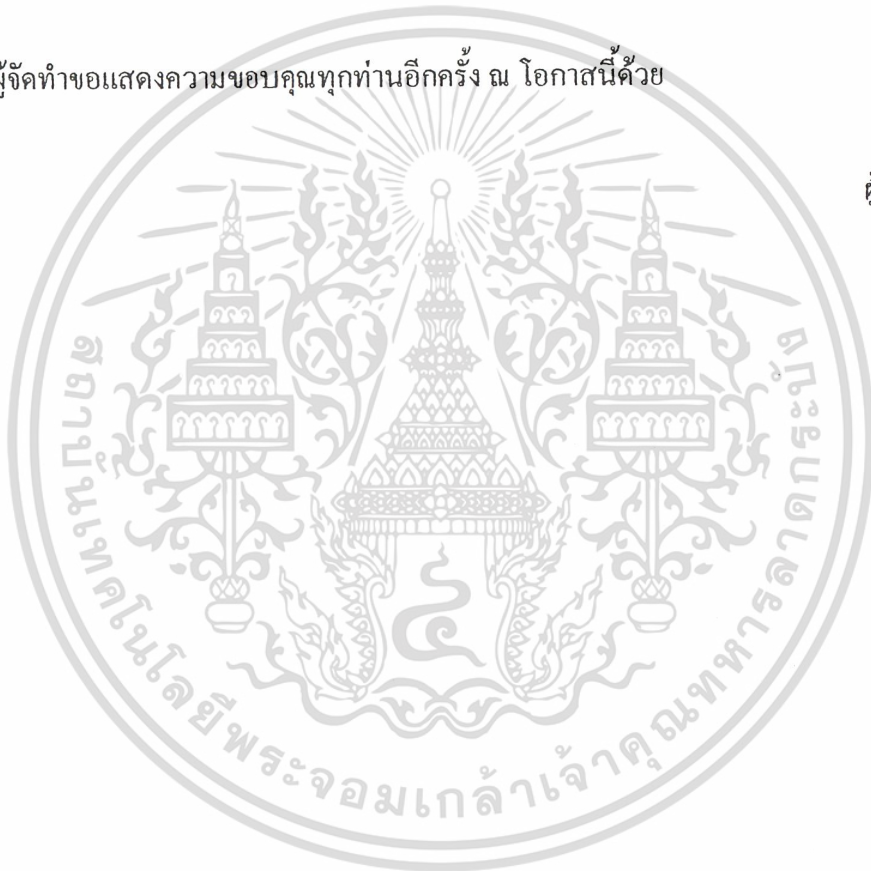 ผู้จัดทำขอแสดงความขอบคุณทุกท่านอีกครั้ง ณ โอกาสนี้ด้วย
ผู้
สถาบันเทคโนโลยีพระจอมเกล้าเจ้าคุณทหารลาดกระบัง
๔